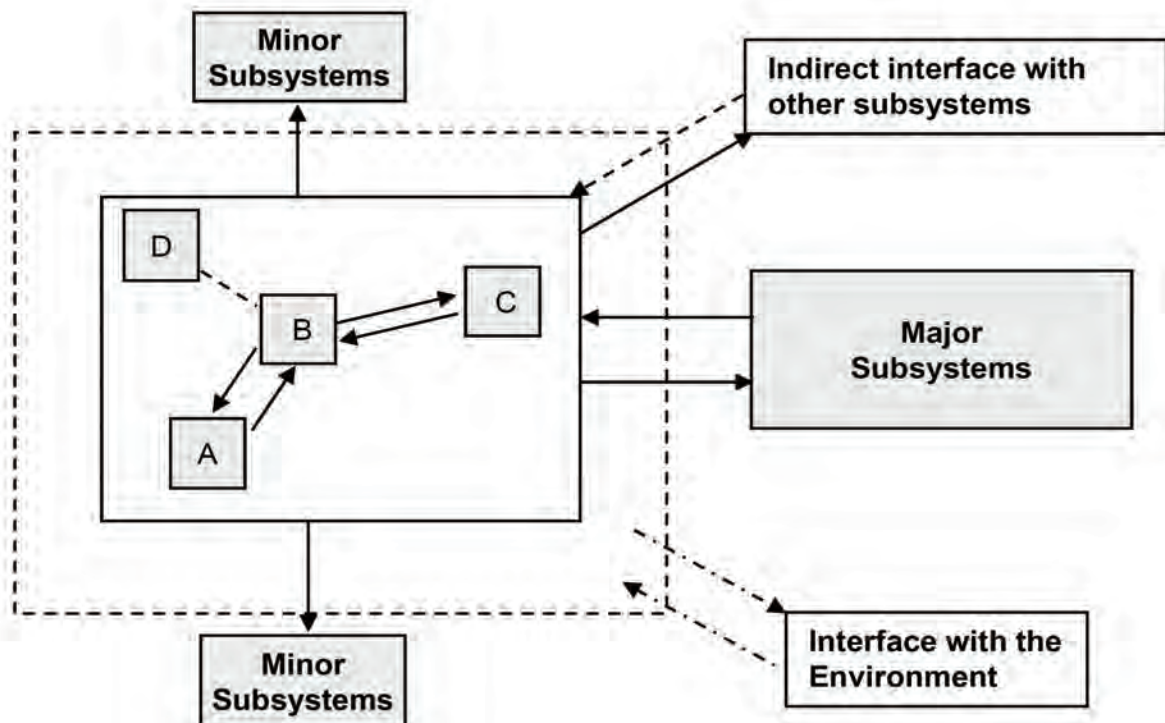 Minor
Subsystems
Indirect interface with
other subsystems
D
B
C
A
Major
Subsystems
Minor
Subsystems
Interface with the
Environment